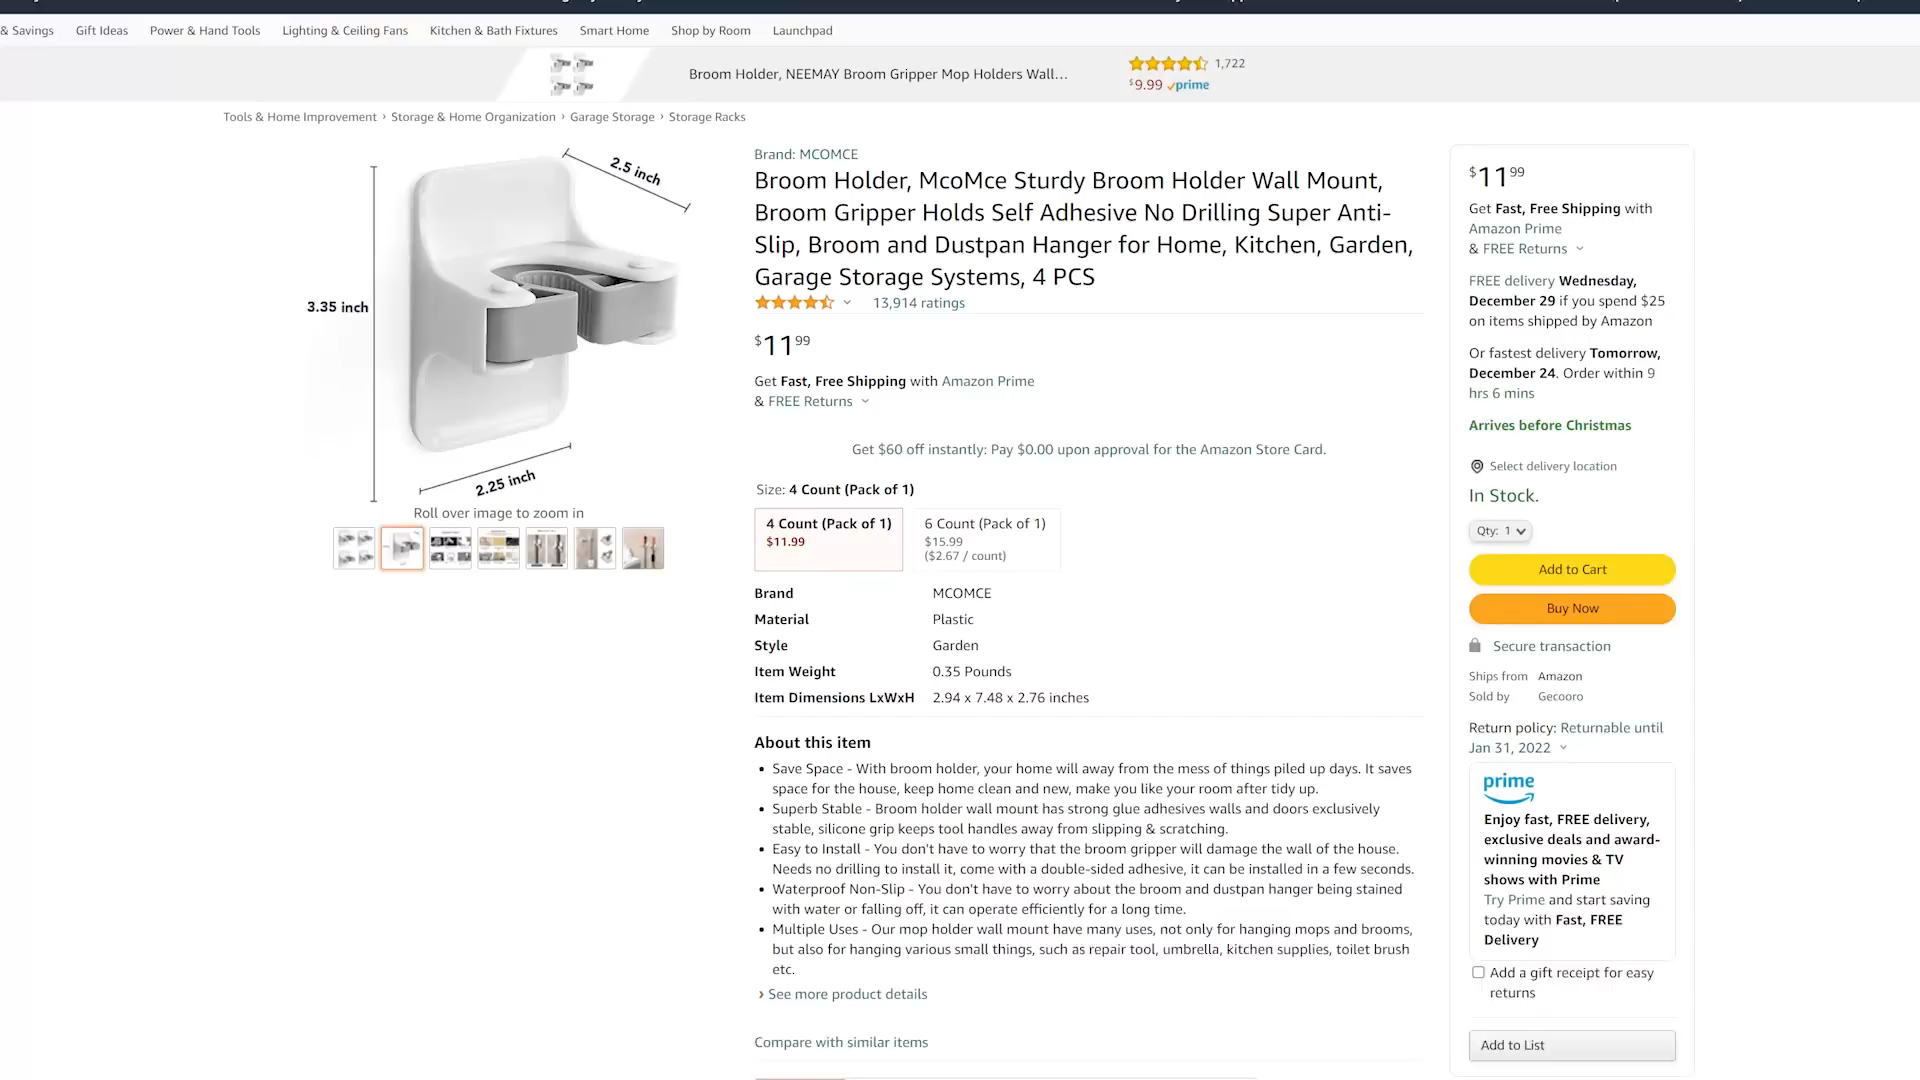 & Savings
Gift Ideas
Power & Hand Tools
Lighting & Ceiling Fans
Kitchen & Bath Fixtures
Smart Home
Shop by Room
Launchpad
Broom Holder, NEEMAY Broom Gripper Mop Holders Wall...
1,722
$9.99 prime
Tools & Home Improvement › Storage & Home Organization › Garage Storage › Storage Racks
2.5 inch
3.35 inch
2.25 inch
Roll over image to zoom in
Brand: MCOMCE
Broom Holder, McoMce Sturdy Broom Holder Wall Mount,
Broom Gripper Holds Self Adhesive No Drilling Super Anti-
Slip, Broom and Dustpan Hanger for Home, Kitchen, Garden,
Garage Storage Systems, 4 PCS
13,914 ratings
$11.99
Get Fast, Free Shipping with Amazon Prime
& FREE Returns
Get $60 off instantly: Pay $0.00 upon approval for the Amazon Store Card.
Size: 4 Count (Pack of 1)
4 Count (Pack of 1)
$11.99
6 Count (Pack of 1)
$15.99
($2.67 / count)
Brand MCOMCE
Material Plastic
Style Garden
Item Weight 0.35 Pounds
Item Dimensions LxWxH 2.94 x 7.48 x 2.76 inches
About this item
• Save Space - With broom holder, your home will away from the mess of things piled up days. It saves
space for the house, keep home clean and new, make you like your room after tidy up.
• Superb Stable - Broom holder wall mount has strong glue adhesives walls and doors exclusively
stable, silicone grip keeps tool handles away from slipping & scratching.
• Easy to Install - You don't have to worry that the broom gripper will damage the wall of the house.
Needs no drilling to install it, come with a double-sided adhesive, it can be installed in a few seconds.
• Waterproof Non-Slip - You don't have to worry about the broom and dustpan hanger being stained
with water or falling off, it can operate efficiently for a long time.
• Multiple Uses - Our mop holder wall mount have many uses, not only for hanging mops and brooms,
but also for hanging various small things, such as repair tool, umbrella, kitchen supplies, toilet brush
etc.
› See more product details
Compare with similar items
$11.99
Get Fast, Free Shipping with
Amazon Prime
& FREE Returns
FREE delivery Wednesday,
December 29 if you spend $25
on items shipped by Amazon
Or fastest delivery Tomorrow,
December 24. Order within 9
hrs 6 mins
Arrives before Christmas
Select delivery location
In Stock.
Qty: 1
Add to Cart
Buy Now
Secure transaction
Ships from Amazon
Sold by Gecooro
Return policy: Returnable until
Jan 31, 2022
prime
Enjoy fast, FREE delivery,
exclusive deals and award-
winning movies & TV
shows with Prime
Try Prime and start saving
today with Fast, FREE
Delivery
Add a gift receipt for easy
returns
Add to List